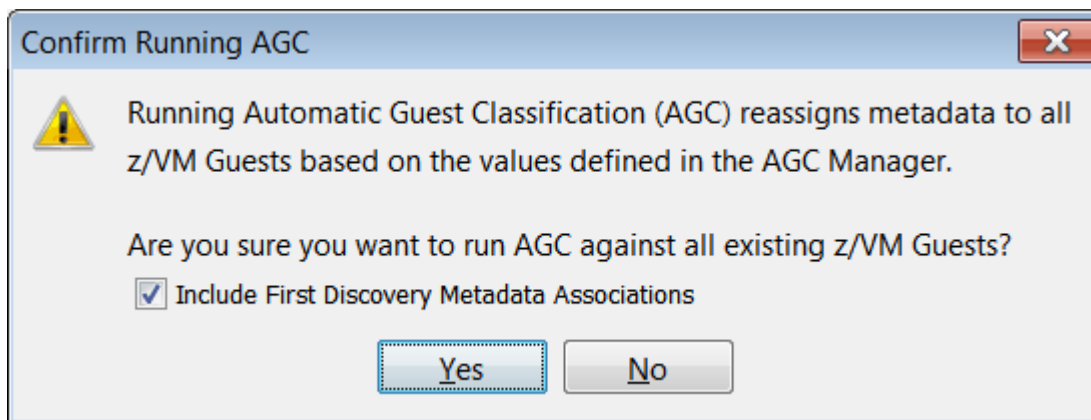 Confirm Running AGC
Running Automatic Guest Classification (AGC) reassigns metadata to all
z/VM Guests based on the values defined in the AGC Manager.
Are you sure you want to run AGC against all existing z/VM Guests?
Include First Discovery Metadata Associations
Yes
No